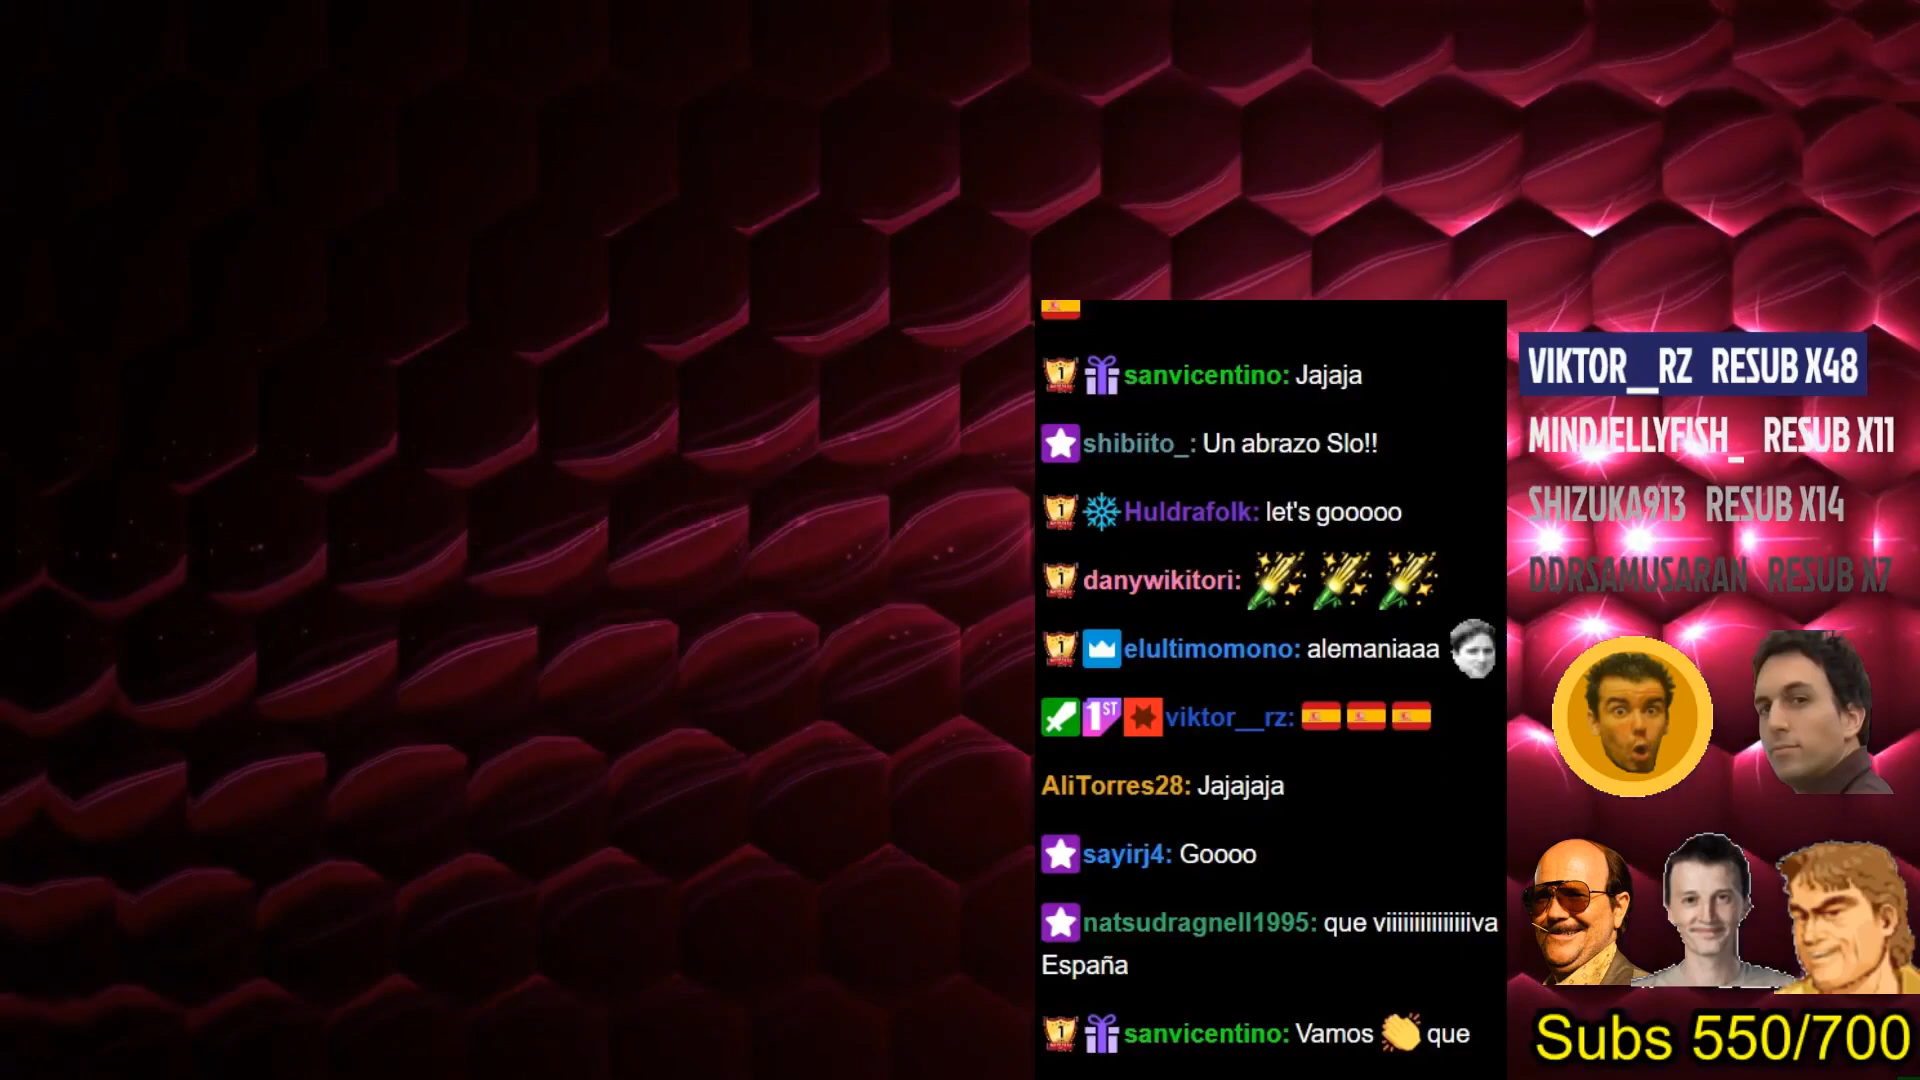 sanvicentino: Jajaja
shibiito_: Un abrazo Slo!!
Huldrafolk: let's gooooo
danywikitori:
elultimomono: alemaniaaa
1ST viktor__rz:
AliTorres28: Jajajaja
sayirj4: Goooo
natsudragnell1995: que viiiiiiiiiiiiiiva
España
sanvicentino: Vamos que
VIKTOR__RZ RESUB X48
MINDJELLYFISH_ RESUB X11
SHIZUKA913 RESUB X14
DDRSAMUSARAN RESUB X7
Subs 550/700